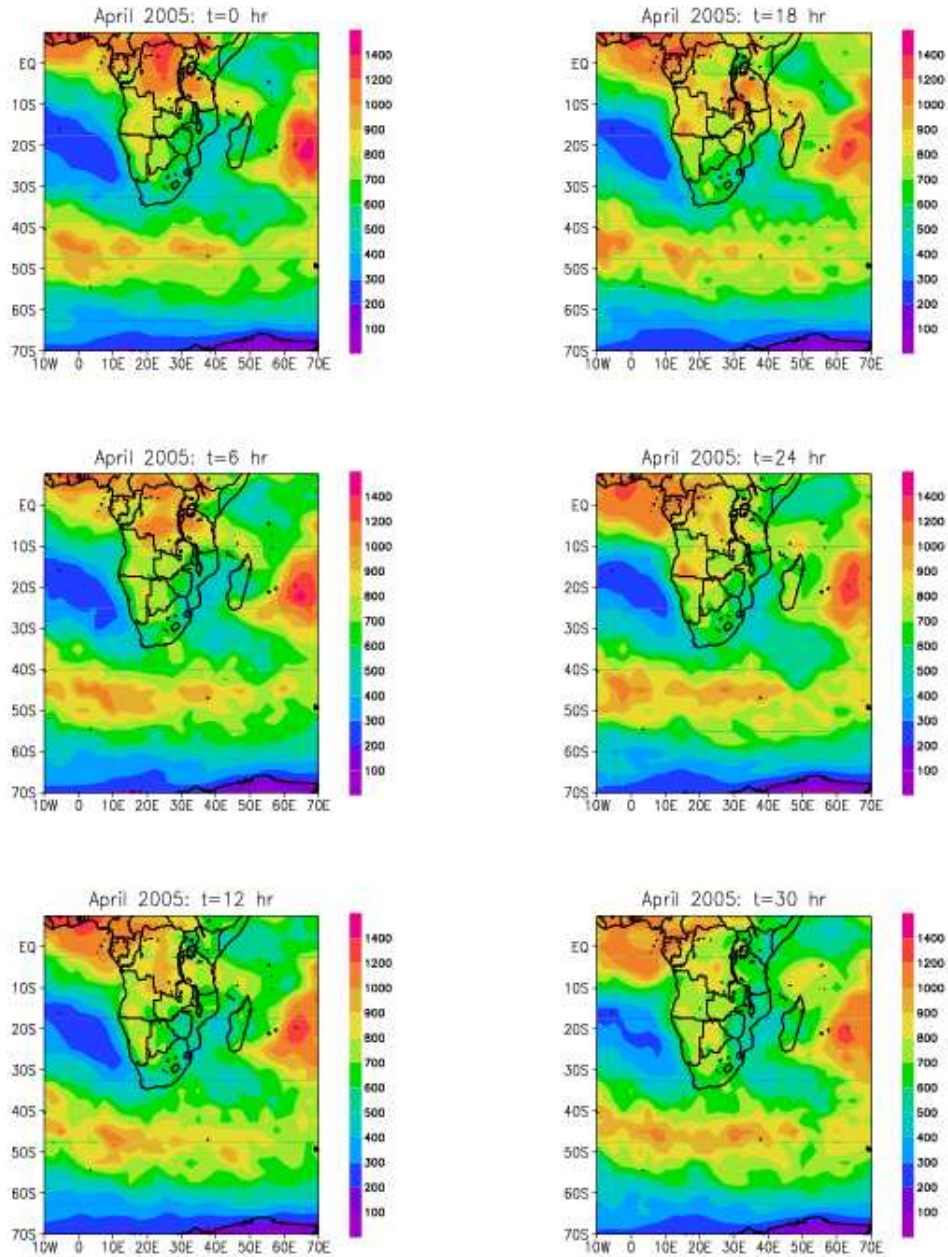 April 2005: t=0 hr
EQ
10S
20S
30S
40S
50S
60S
70S
10W 0 10E 20E 30E 40E 50E 60E 70E
1400
1200
1000
900
800
700
600
500
400
300
200
100
April 2005: t=18 hr
EQ
10S
20S
30S
40S
50S
60S
70S
10W 0 10E 20E 30E 40E 50E 60E 70E
1400
1200
1000
900
800
700
600
500
400
300
200
100
April 2005: t=6 hr
EQ
10S
20S
30S
40S
50S
60S
70S
10W 0 10E 20E 30E 40E 50E 60E 70E
1400
1200
1000
900
800
700
600
500
400
300
200
100
April 2005: t=24 hr
EQ
10S
20S
30S
40S
50S
60S
70S
10W 0 10E 20E 30E 40E 50E 60E 70E
1400
1200
1000
900
800
700
600
500
400
300
200
100
April 2005: t=12 hr
EQ
10S
20S
30S
40S
50S
60S
70S
10W 0 10E 20E 30E 40E 50E 60E 70E
1400
1200
1000
900
800
700
600
500
400
300
200
100
April 2005: t=30 hr
EQ
10S
20S
30S
40S
50S
60S
70S
10W 0 10E 20E 30E 40E 50E 60E 70E
1400
1200
1000
900
800
700
600
500
400
300
200
100